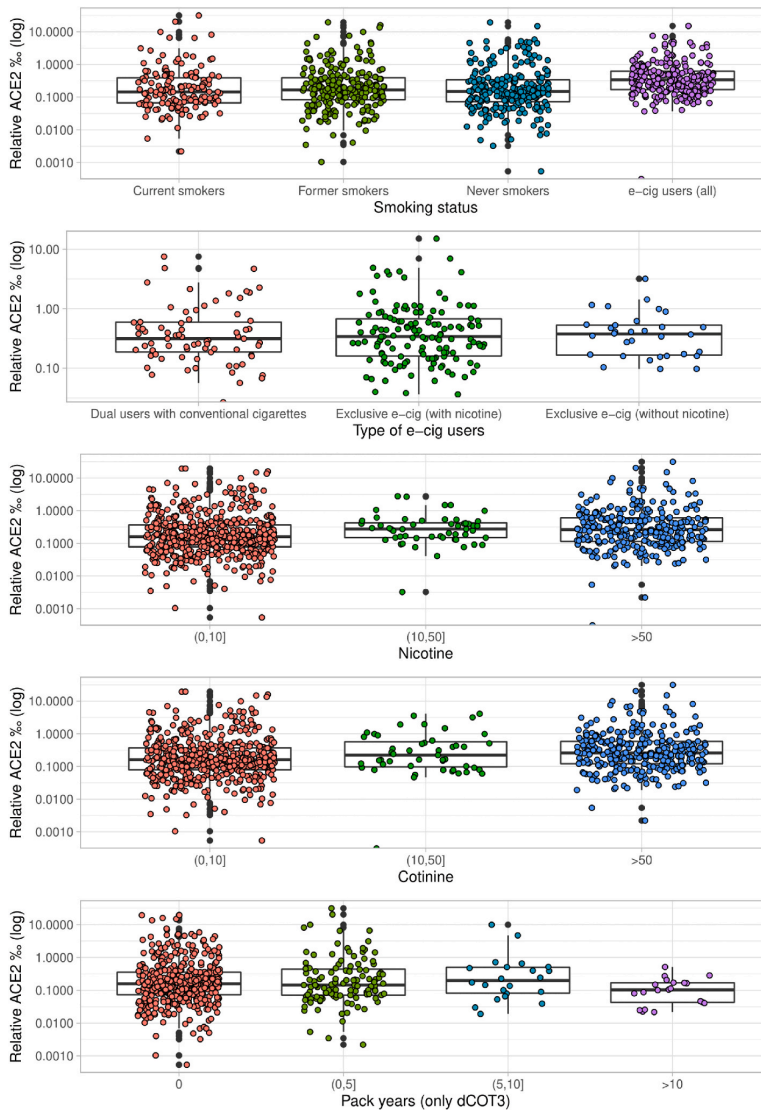 Relative ACE2 ‰ (log)
10.0000
1.0000
0.1000
0.0100
0.0010
Current smokers Former smokers Never smokers e−cig users (all)
Smoking status
Relative ACE2 ‰ (log)
10.00
1.00
0.10
Dual users with conventional cigarettes Exclusive e−cig (with nicotine) Exclusive e−cig (without nicotine)
Type of e−cig users
Relative ACE2 ‰ (log)
10.0000
1.0000
0.1000
0.0100
0.0010
(0,10] (10,50] >50
Nicotine
Relative ACE2 ‰ (log)
10.0000
1.0000
0.1000
0.0100
0.0010
(0,10] (10,50] >50
Cotinine
Relative ACE2 ‰ (log)
10.0000
1.0000
0.1000
0.0100
0.0010
0 (0,5] (5,10] >10
Pack years (only dCOT3)